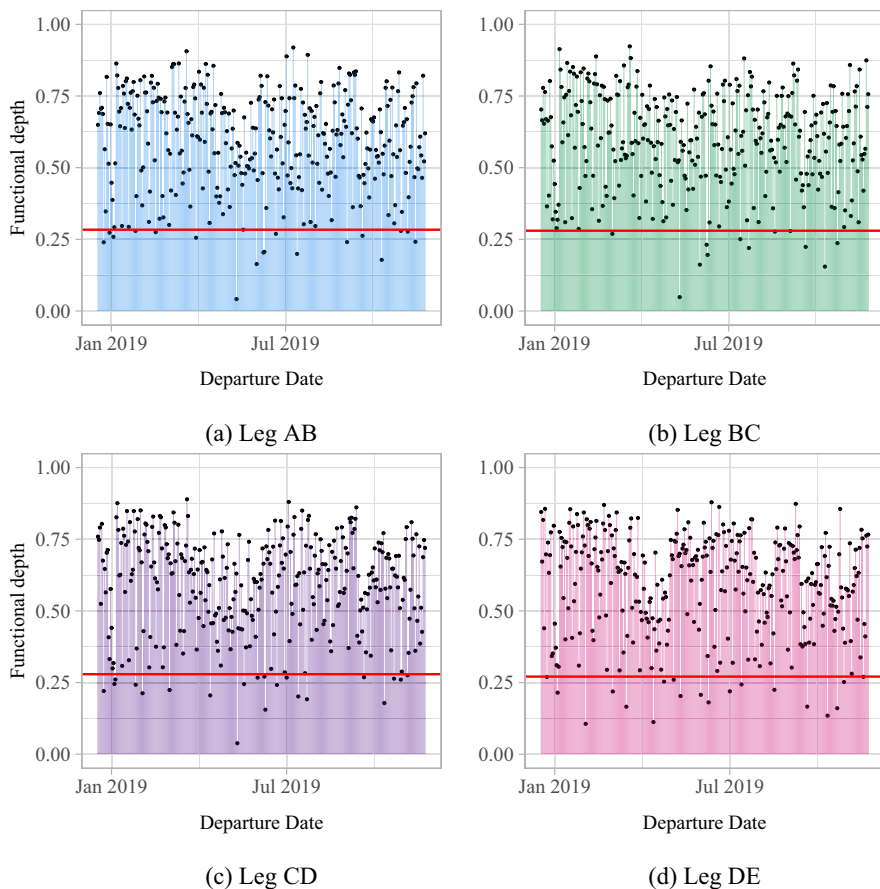 1.00
0.75
0.50
0.25
0.00
Functional depth
Jan 2019 Jul 2019
Departure Date
(a) Leg AB
1.00
0.75
0.50
0.25
0.00
Jan 2019 Jul 2019
Departure Date
(b) Leg BC
1.00
0.75
0.50
0.25
0.00
Functional depth
Jan 2019 Jul 2019
Departure Date
(c) Leg CD
1.00
0.75
0.50
0.25
0.00
Jan 2019 Jul 2019
Departure Date
(d) Leg DE